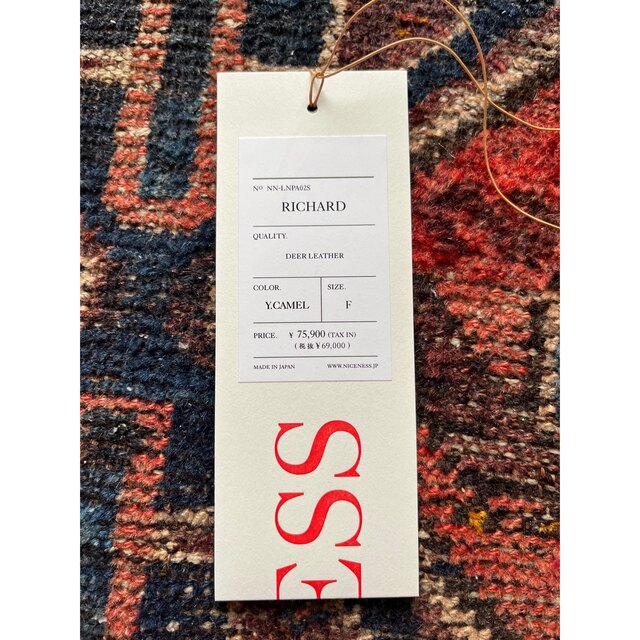 Nº NN-LNPA02S
RICHARD
QUALITY.
DEER LEATHER
COLOR.
SIZE.
Y.CAMEL
F
PRICE. ¥ 75,900 (TAX IN)
(税抜¥69,000)
MADE IN JAPAN
WWW.NICENESS.JP
ESS